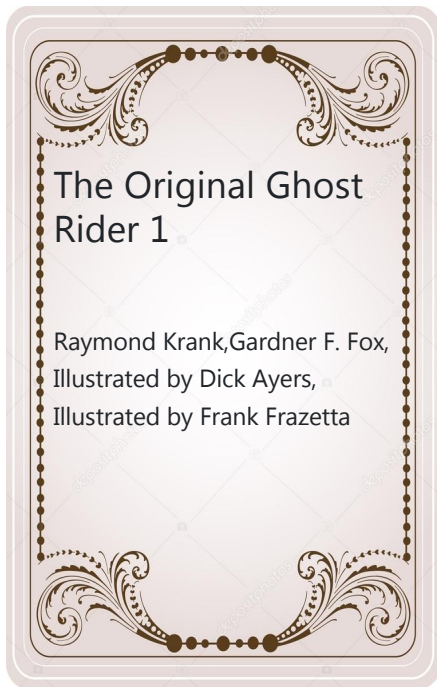 The Original Ghost
Rider 1
Raymond Krank,Gardner F. Fox,
Illustrated by Dick Ayers,
Illustrated by Frank Frazetta